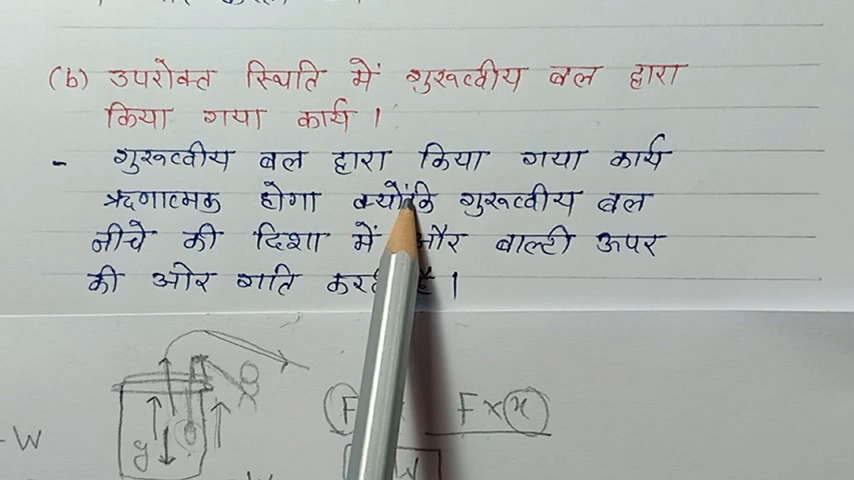 (b) उपरोक्त स्थिति में गुरुत्वीय बल द्वारा
किया गया कार्य ।
- गुरुत्वीय बल द्वारा किया गया कार्य
ऋणात्मक होगा क्योंकि गुरुत्वीय बल
नीचे की दिशा में और बाल्टी ऊपर
की ओर गति करती है ।
F F × x
g
-W W